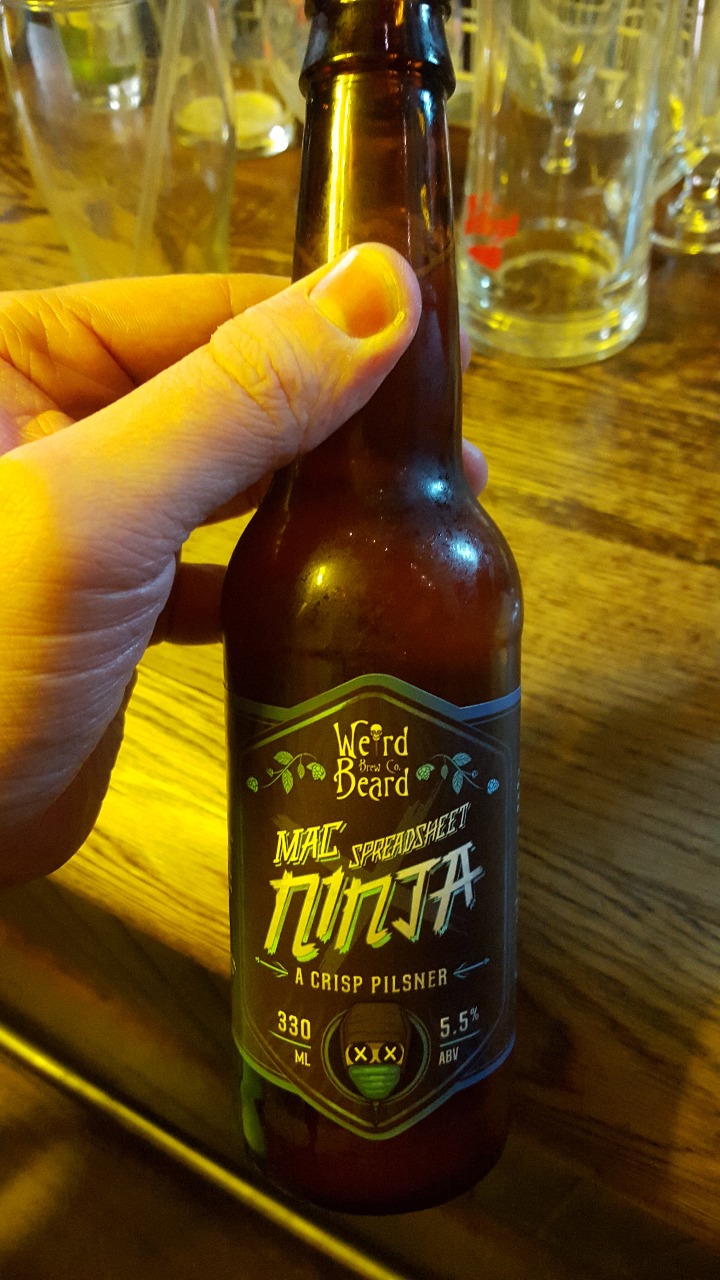 Weird
Brew Co.
Beard
MAC SPREADSHEET
NINJA
A CRISP PILSNER
330
ML
5.5%
ABV